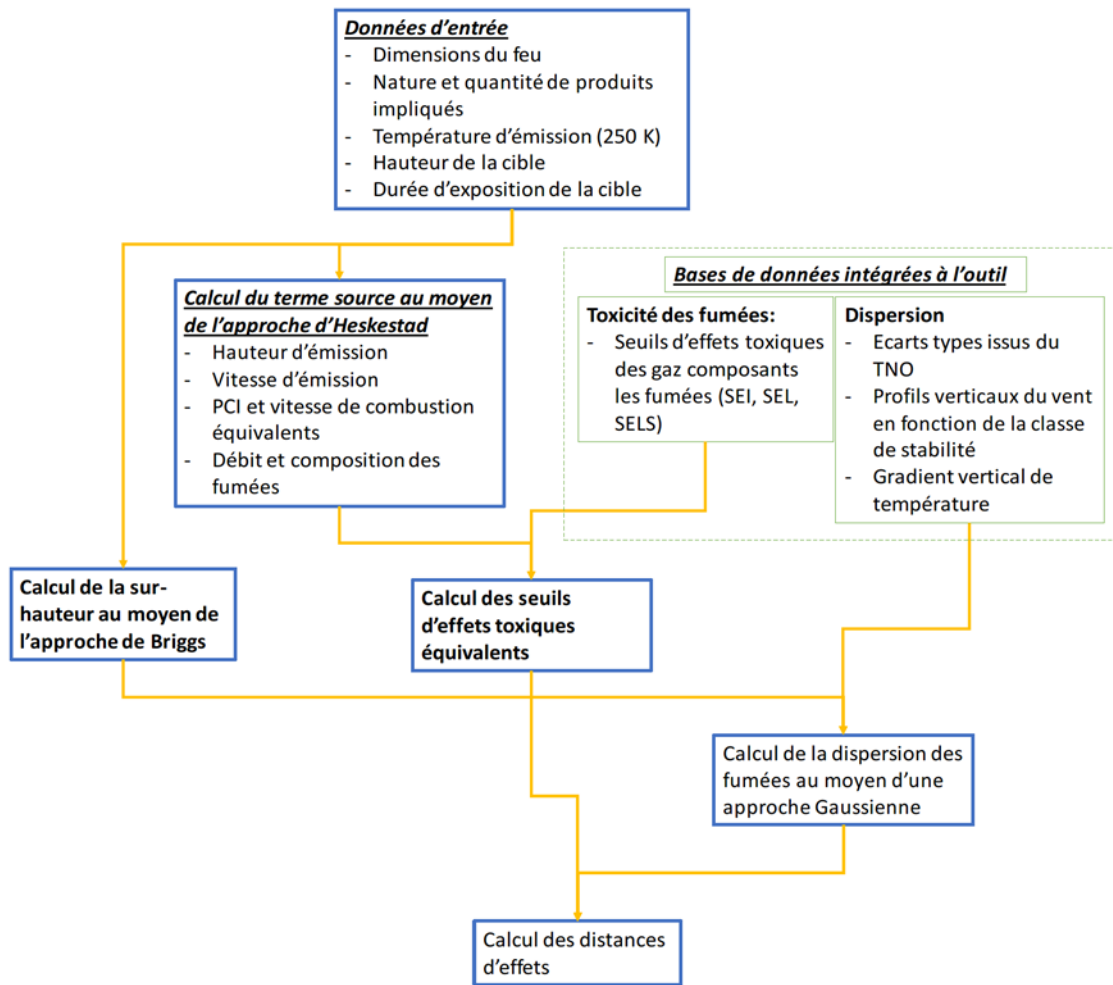 Données d'entrée
- Dimensions du feu
- Nature et quantité de produits
impliqués
- Température d'émission (250 K)
- Hauteur de la cible
- Durée d'exposition de la cible
Calcul du terme source au moyen
de l'approche d'Heskestad
- Hauteur d'émission
- Vitesse d'émission
- PCI et vitesse de combustion
équivalents
- Débit et composition des
fumées
Bases de données intégrées à l'outil
Toxicité des fumées:
- Seuils d'effets toxiques
des gaz composants
les fumées (SEI, SEL,
SELS)
Dispersion
- Ecarts types issus du
TNO
- Profils verticaux du vent
en fonction de la classe
de stabilité
- Gradient vertical de
température
Calcul de la sur-
hauteur au moyen de
l'approche de Briggs
Calcul des seuils
d'effets toxiques
équivalents
Calcul de la dispersion des
fumées au moyen d'une
approche Gaussienne
Calcul des distances
d'effets